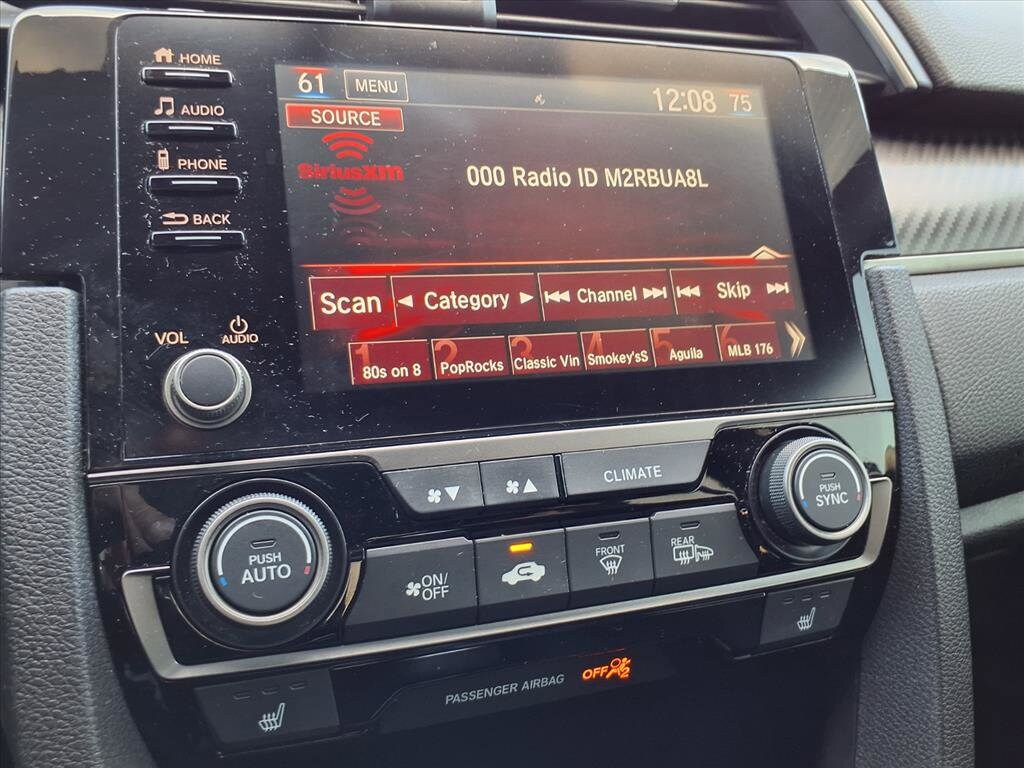 HOME
AUDIO
PHONE
BACK
VOL
AUDIO
61
MENU
12:08
75
SOURCE
SiriusXM
000 Radio ID M2RBUA8L
Scan
Category
Channel
Skip
1
80s on 8
2
PopRocks
3
Classic Vin
4
Smokey'sS
5
Aguila
6
MLB 176
CLIMATE
PUSH
AUTO
ON/
OFF
FRONT
REAR
PUSH
SYNC
PASSENGER AIRBAG
OFF
2